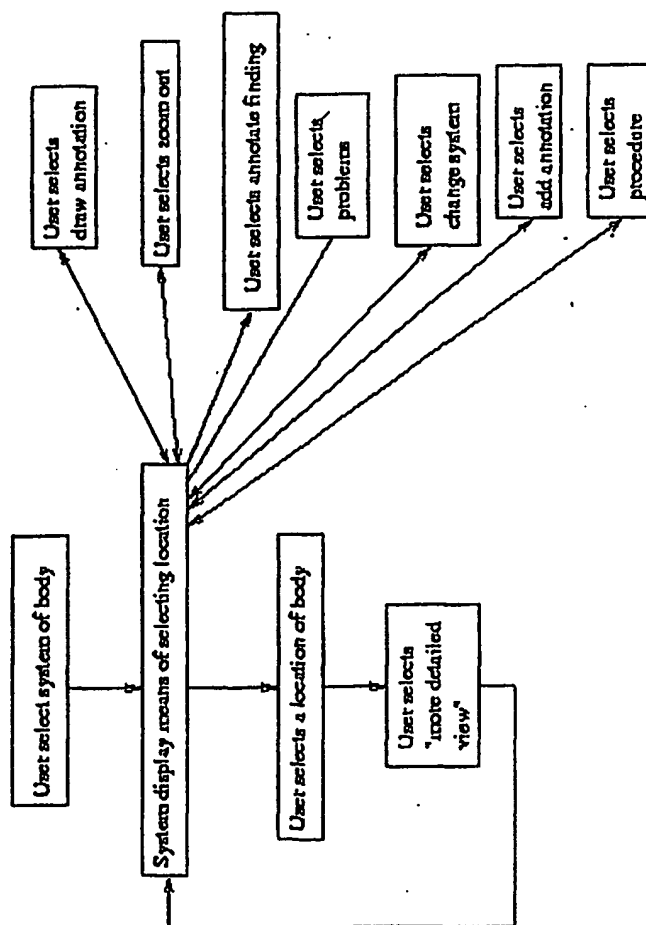 User select system of body
System display means of selecting location
User selects a location of body
User selects
"more detailed
view"
User selects
draw annotation
User selects zoom out
User selects annotate finding
User selects
problems
User selects
change system
User selects
add annotation
User selects
procedure